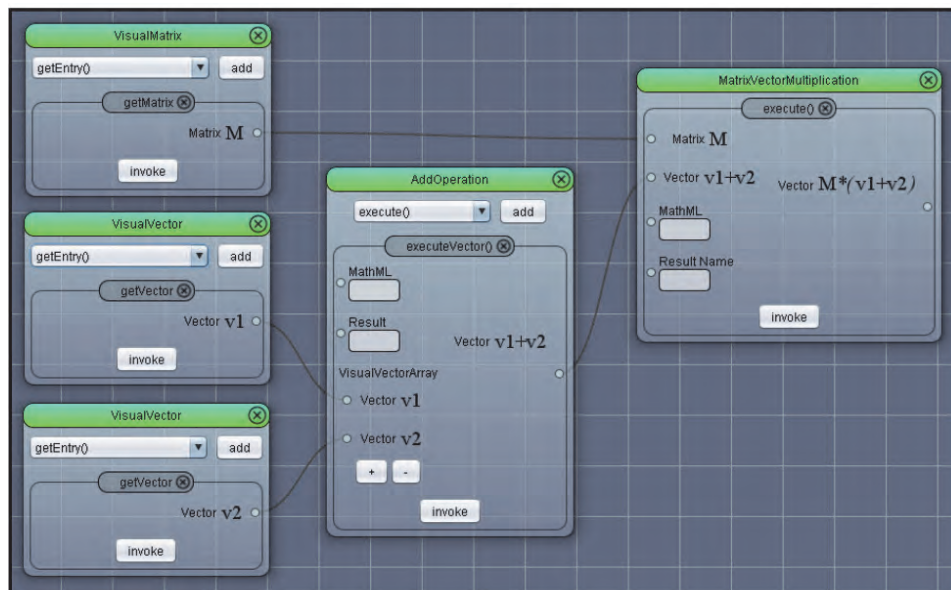 VisualMatrix
getEntry()
add
getMatrix
Matrix M
invoke
VisualVector
getEntry()
add
getVector
Vector v1
invoke
VisualVector
getEntry()
add
getVector
Vector v2
invoke
AddOperation
execute()
add
executeVector()
MathML
Result
Vector v1+v2
VisualVectorArray
Vector v1
Vector v2
+ -
invoke
MatrixVectorMultiplication
execute()
Matrix M
Vector v1+v2
Vector M*(v1+v2)
MathML
Result Name
invoke